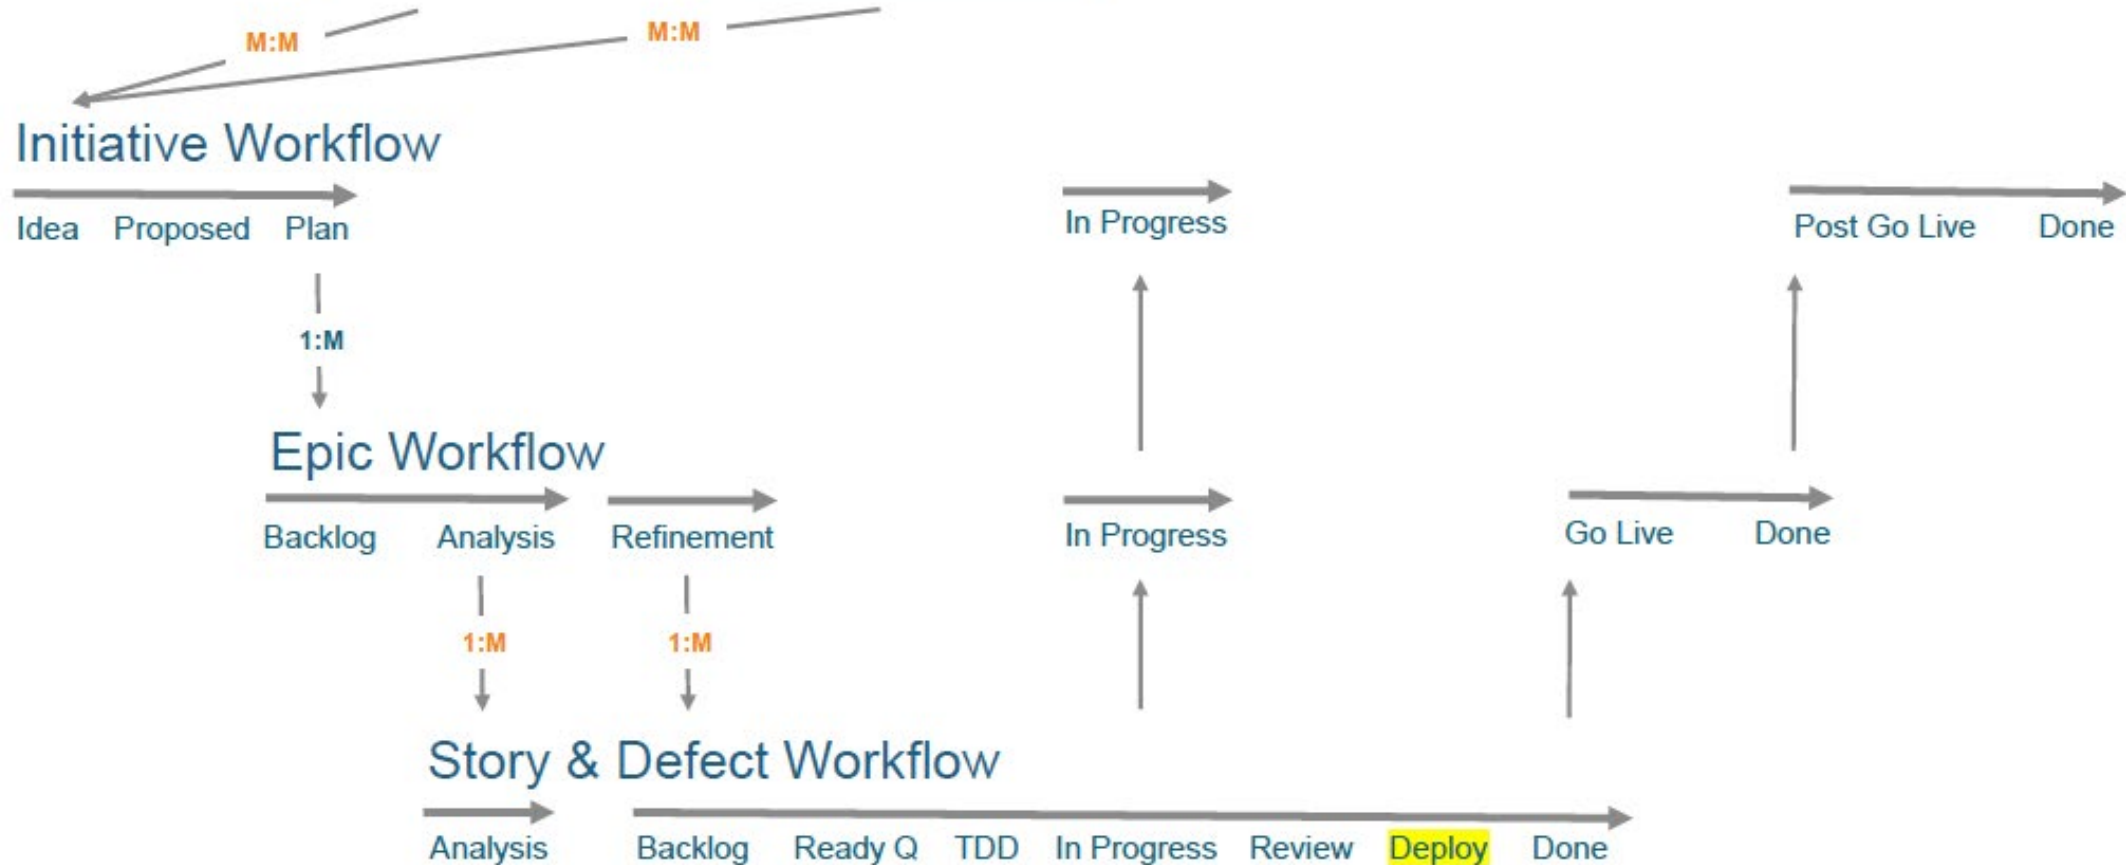 M:M
M:M
Initiative Workflow
Idea Proposed Plan In Progress Post Go Live Done
1:M
Epic Workflow
Backlog Analysis Refinement In Progress Go Live Done
1:M 1:M
Story & Defect Workflow
Analysis Backlog Ready Q TDD In Progress Review Deploy Done